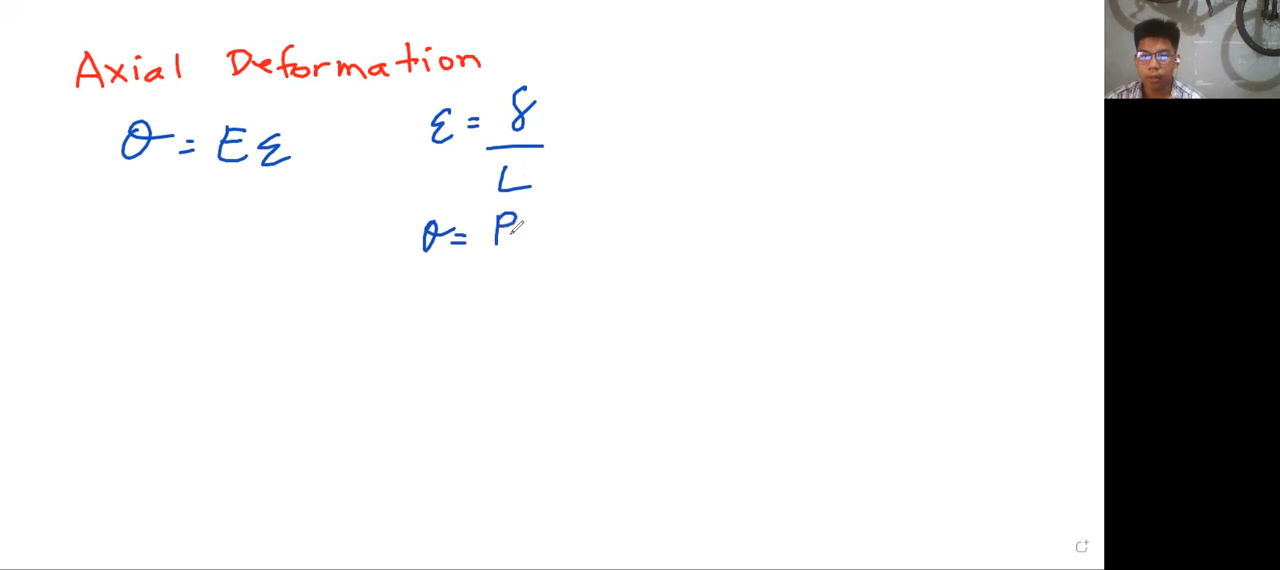 Axial Deformation
σ = Eε
ε = δ
L
σ = P